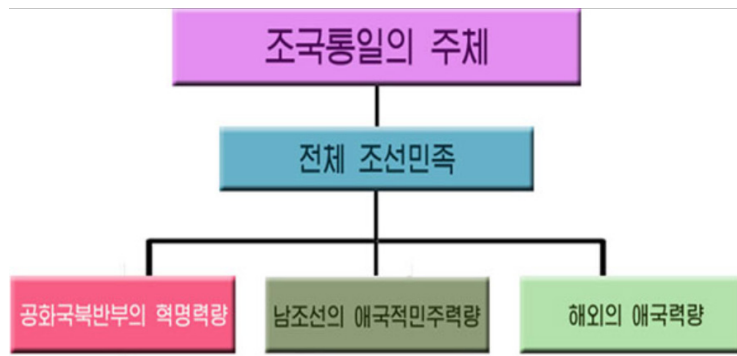 조국통일의 주체
전체 조선민족
공화국북반부의 혁명력량
남조선의 애국적민주력량
해외의 애국력량